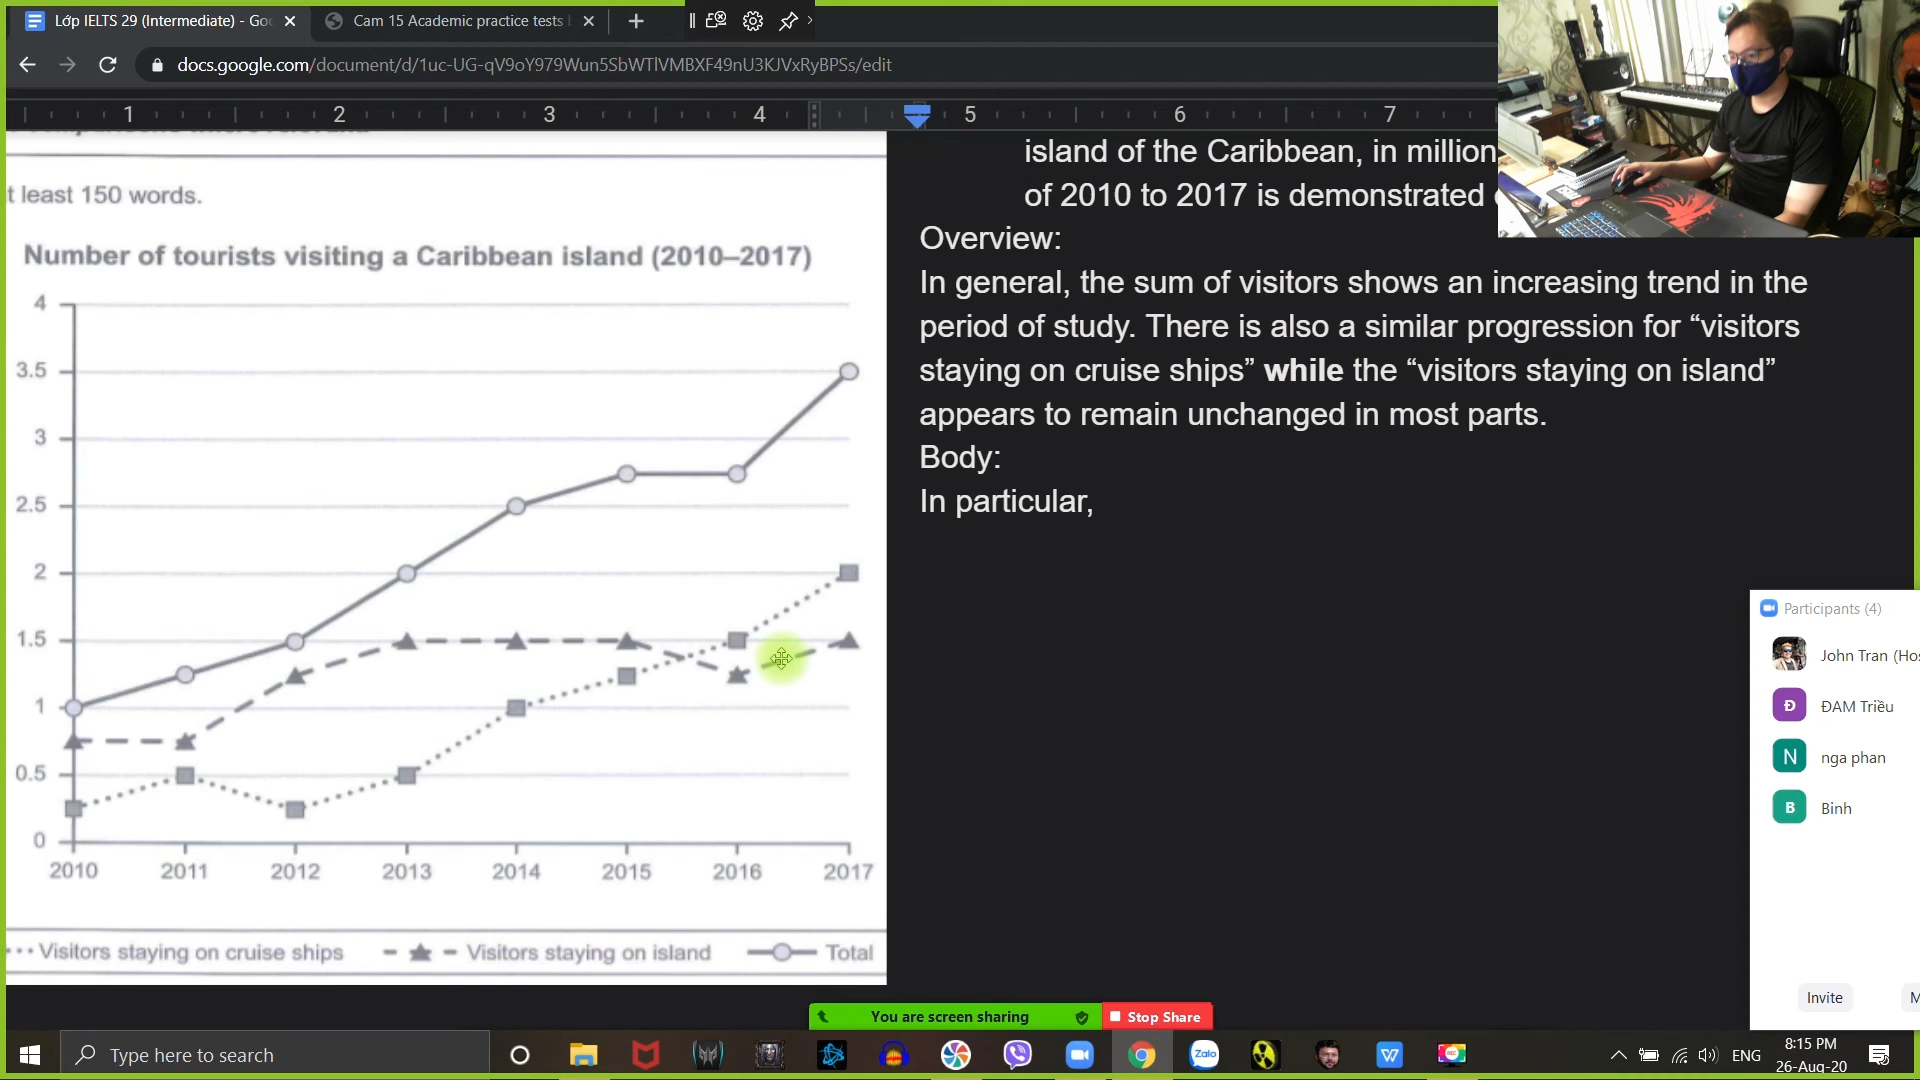 Lớp IELTS 29 (Intermediate) - Goo
Cam 15 Academic practice tests
docs.google.com/document/d/1uc-UG-qV9oY979Wun5SbWTlVMBXF49nU3KJVxRyBPSs/edit
1 2 3 4 5 6 7
t least 150 words.
Number of tourists visiting a Caribbean island (2010–2017)
4
3.5
3
2.5
2
1.5
1
0.5
0
2010 2011 2012 2013 2014 2015 2016 2017
Visitors staying on cruise ships Visitors staying on island Total
island of the Caribbean, in million
of 2010 to 2017 is demonstrated
Overview:
In general, the sum of visitors shows an increasing trend in the
period of study. There is also a similar progression for “visitors
staying on cruise ships” while the “visitors staying on island”
appears to remain unchanged in most parts.
Body:
In particular,
Participants (4)
John Tran (Hos
Đ ĐAM Triều
N nga phan
B Binh
Invite M
You are screen sharing Stop Share
Type here to search
Zalo
W
REC
ENG
8:15 PM
26-Aug-20